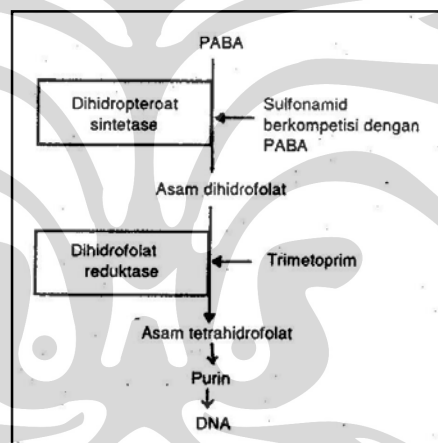 PABA
Dihidropteroat
sintetase
Sulfonamid
berkompetisi dengan
PABA
Asam dihidrofolat
Dihidrofolat
reduktase
Trimetoprim
Asam tetrahidrofolat
Purin
DNA